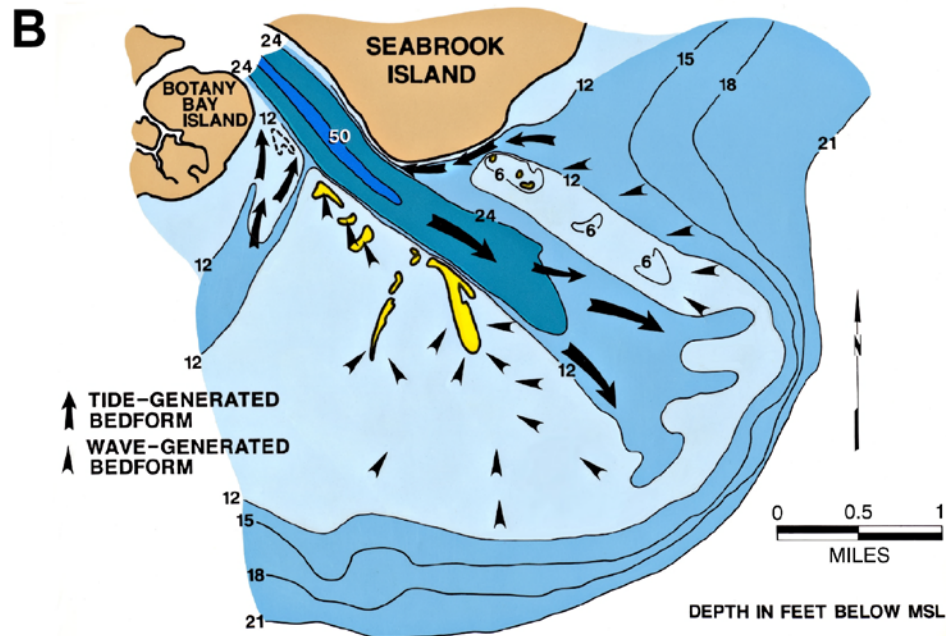 B
SEABROOK
ISLAND
BOTANY
BAY
ISLAND
24
24
12
50
15
18
12
21
12
6
24
6
6
12
12
12
TIDE-GENERATED
BEDFORM
WAVE-GENERATED
BEDFORM
N
12
15
18
21
0 0.5 1
MILES
DEPTH IN FEET BELOW MSL